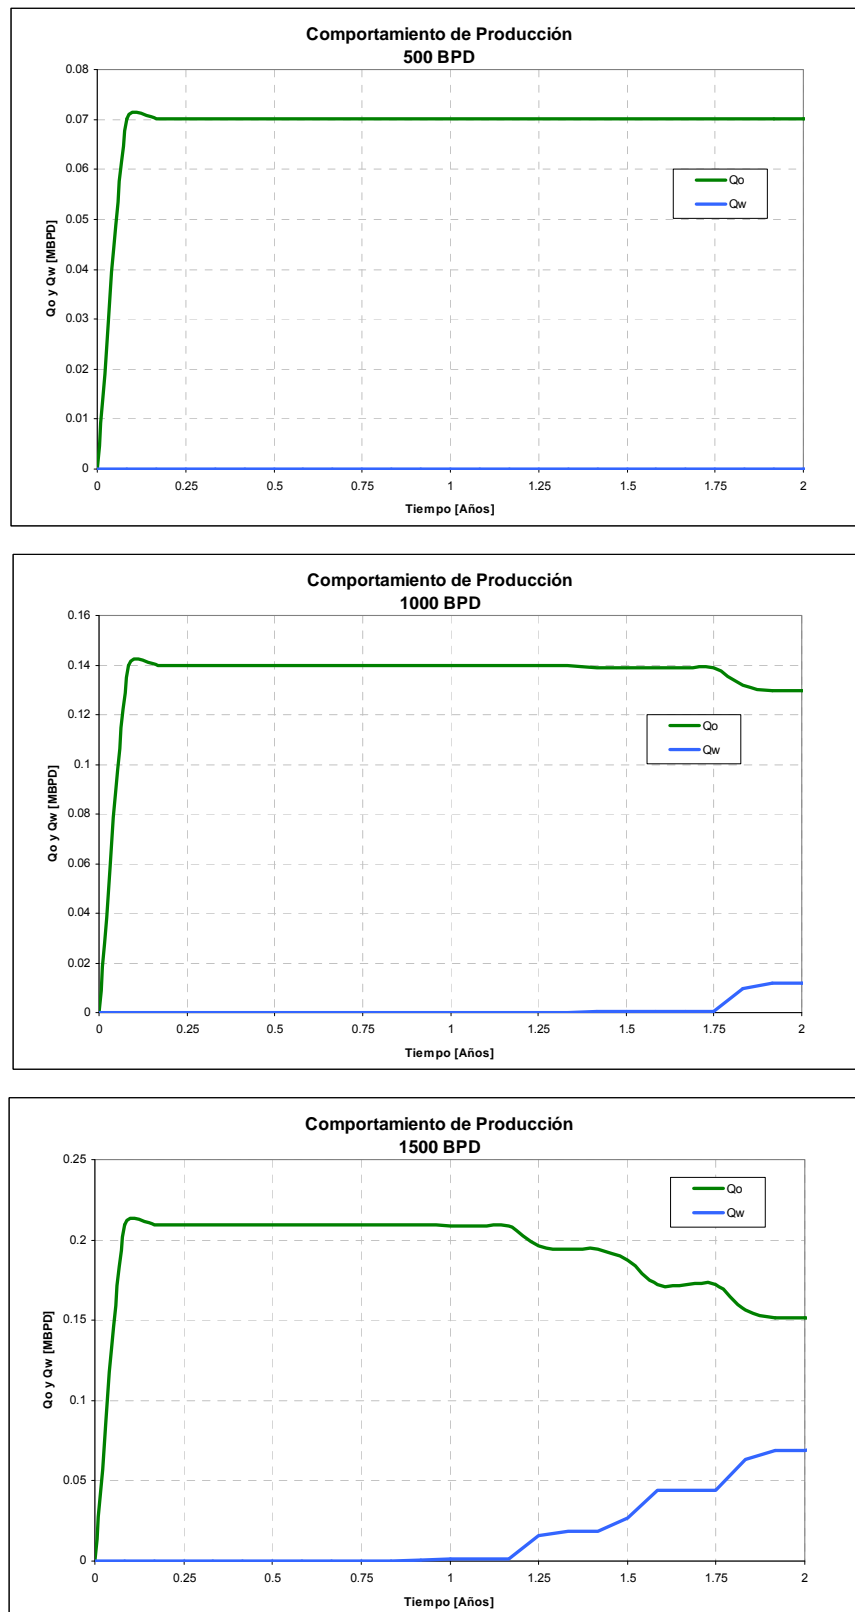 Comportamiento de Producción
500 BPD
0.08
0.07
0.06
0.05
0.04
0.03
0.02
0.01
0
Qo y Qw [MBPD]
Qo
Qw
0 0.25 0.5 0.75 1 1.25 1.5 1.75 2
Tiempo [Años]
Comportamiento de Producción
1000 BPD
0.16
0.14
0.12
0.1
0.08
0.06
0.04
0.02
0
Qo y Qw [MBPD]
Qo
Qw
0 0.25 0.5 0.75 1 1.25 1.5 1.75 2
Tiempo [Años]
Comportamiento de Producción
1500 BPD
0.25
0.2
0.15
0.1
0.05
0
Qo y Qw [MBPD]
Qo
Qw
0 0.25 0.5 0.75 1 1.25 1.5 1.75 2
Tiempo [Años]